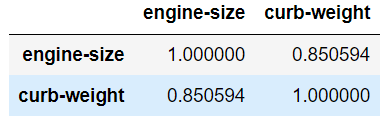 engine-size curb-weight
engine-size 1.000000 0.850594
curb-weight 0.850594 1.000000